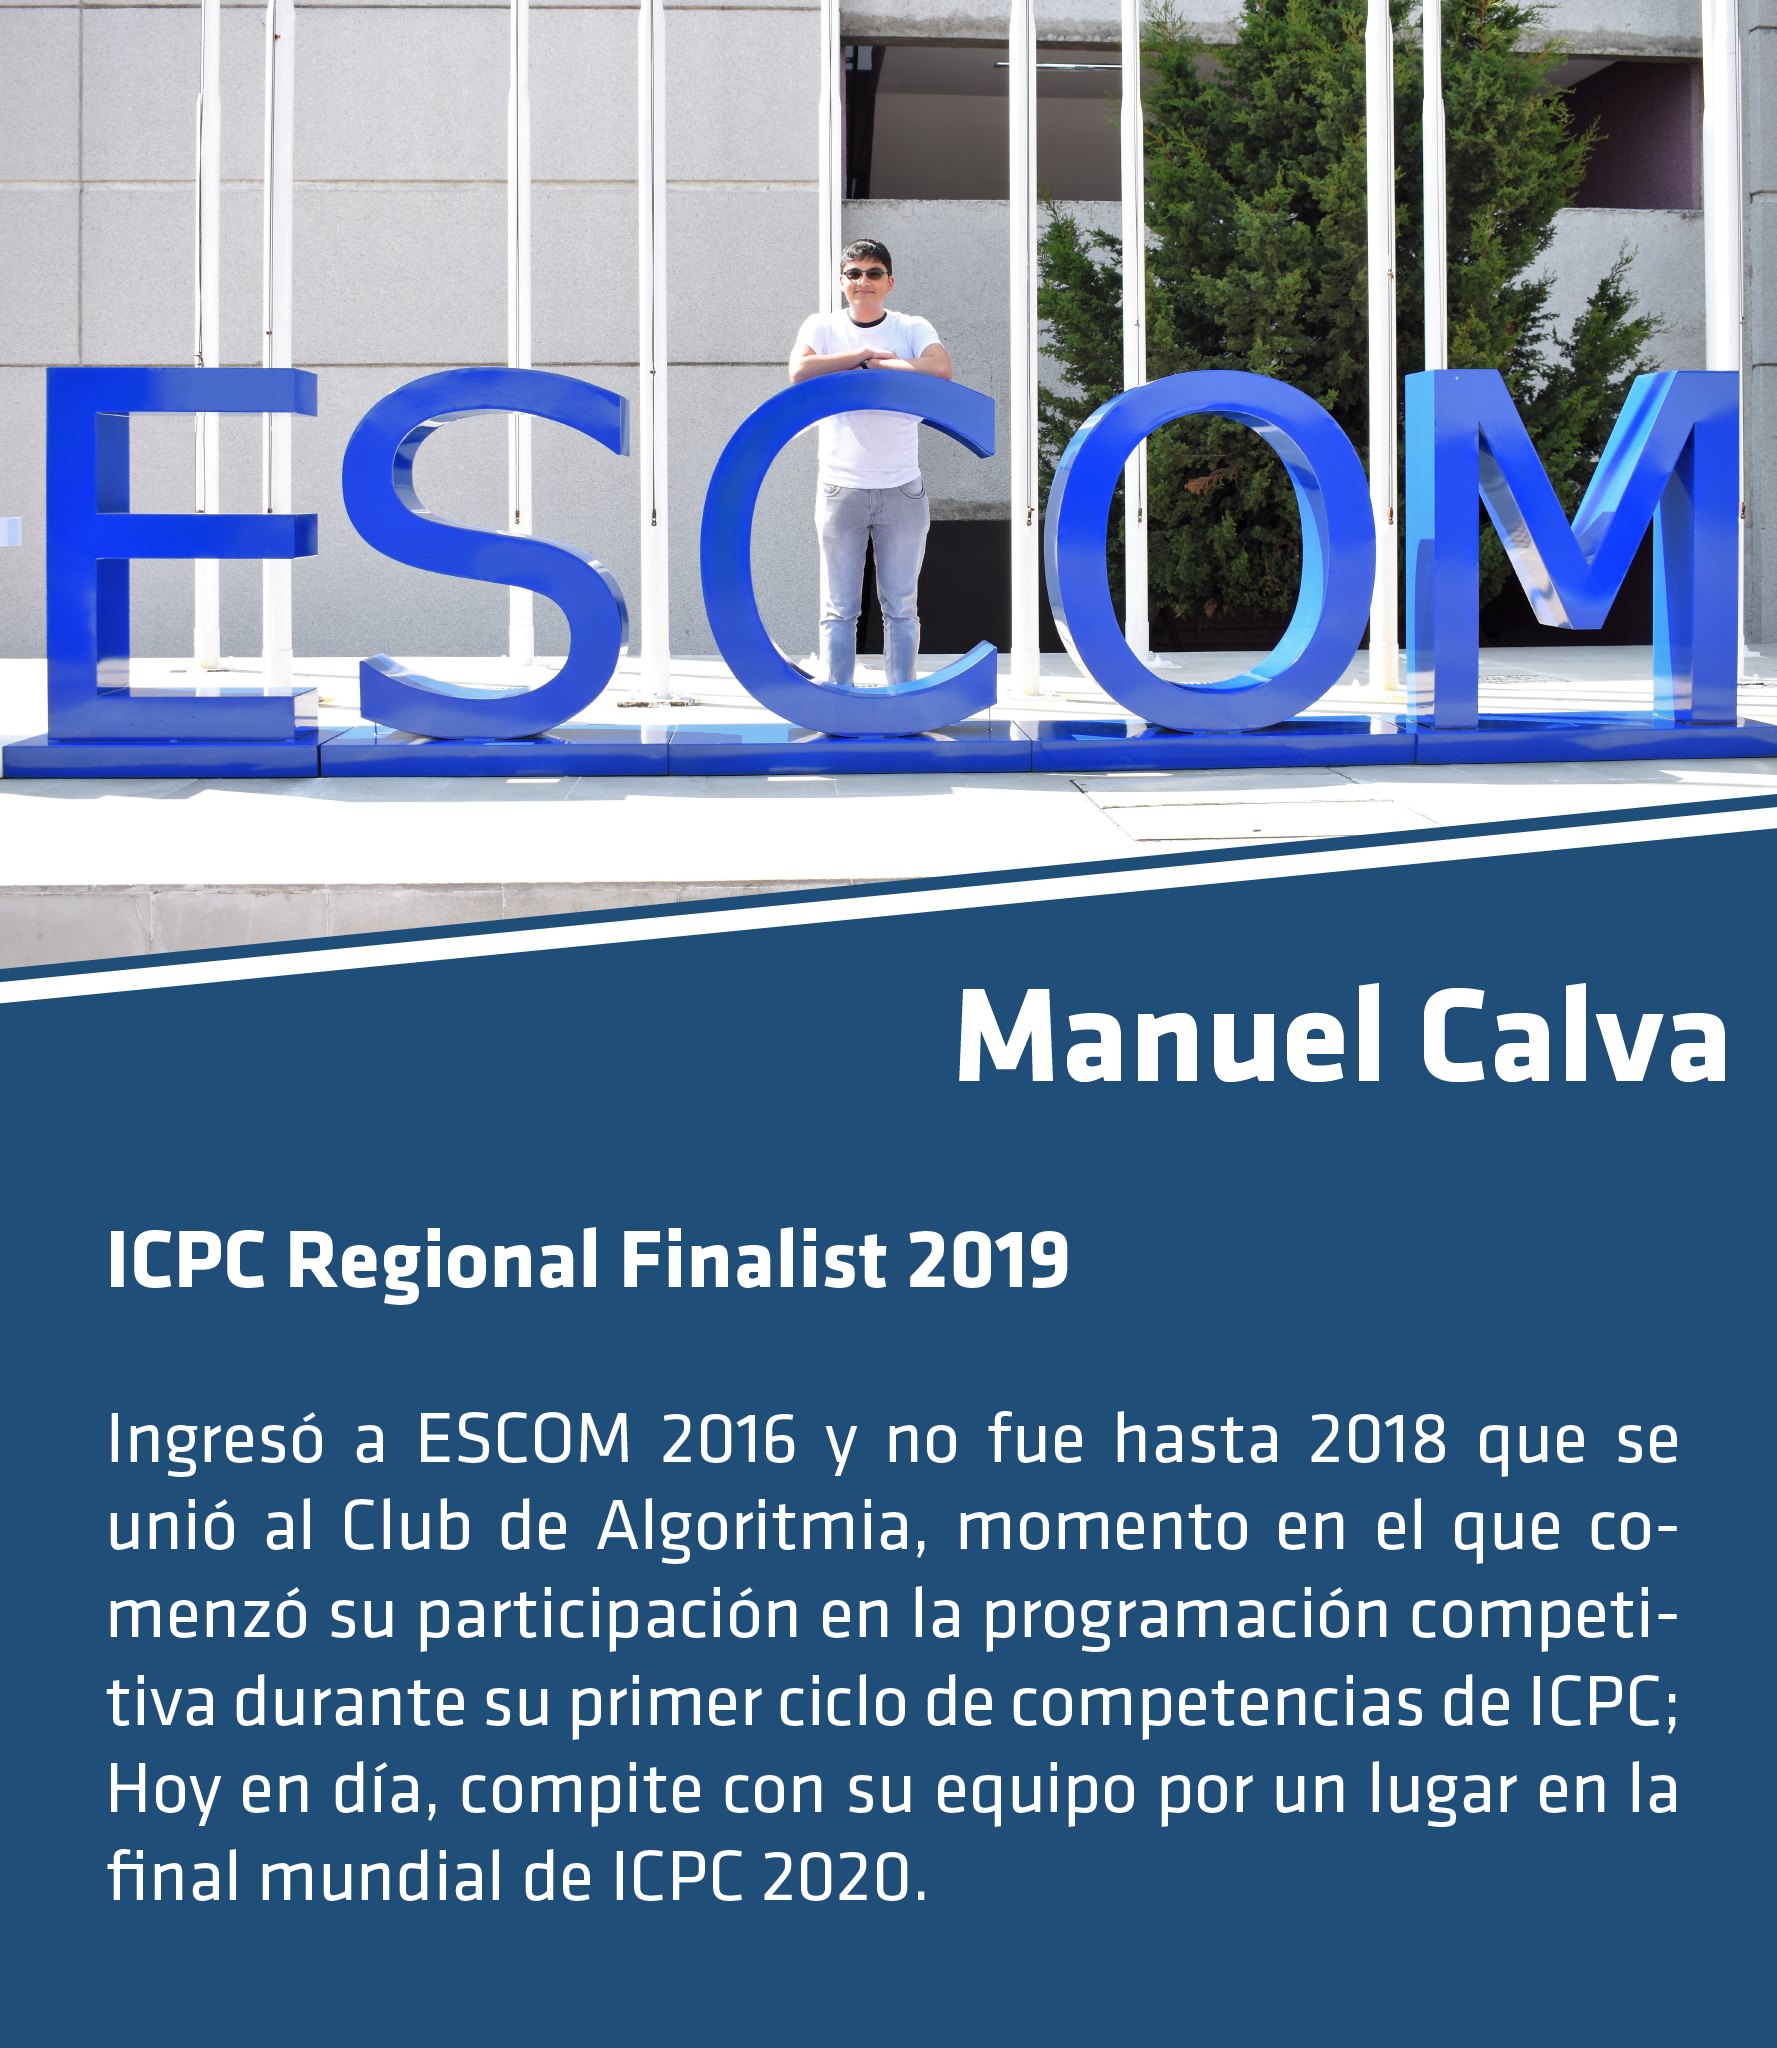 ESCOM
Manuel Calva
ICPC Regional Finalist 2019
Ingresó a ESCOM 2016 y no fue hasta 2018 que se
unió al Club de Algoritmia, momento en el que co-
menzó su participación en la programación competi-
tiva durante su primer ciclo de competencias de ICPC;
Hoy en día, compite con su equipo por un lugar en la
final mundial de ICPC 2020.